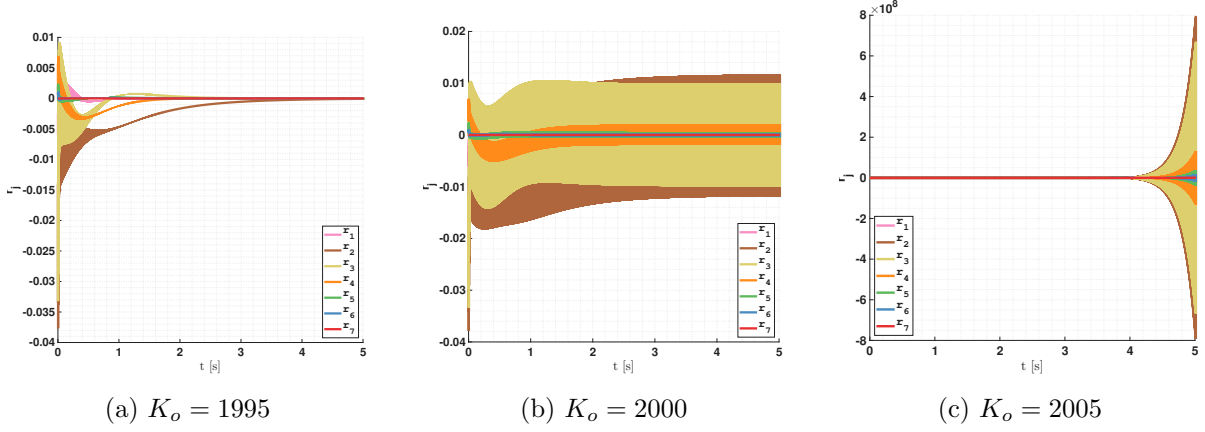 0.01
0.005
0
-0.005
-0.01
-0.015
-0.02
-0.025
-0.03
-0.035
-0.04
r_j
0 1 2 3 4 5
t [s]
r_1
r_2
r_3
r_4
r_5
r_6
r_7
(a) K_o = 1995
0.02
0.01
0
-0.01
-0.02
-0.03
-0.04
r_j
0 1 2 3 4 5
t [s]
r_1
r_2
r_3
r_4
r_5
r_6
r_7
(b) K_o = 2000
×10^8
8
6
4
2
0
-2
-4
-6
-8
r_j
0 1 2 3 4 5
t [s]
r_1
r_2
r_3
r_4
r_5
r_6
r_7
(c) K_o = 2005